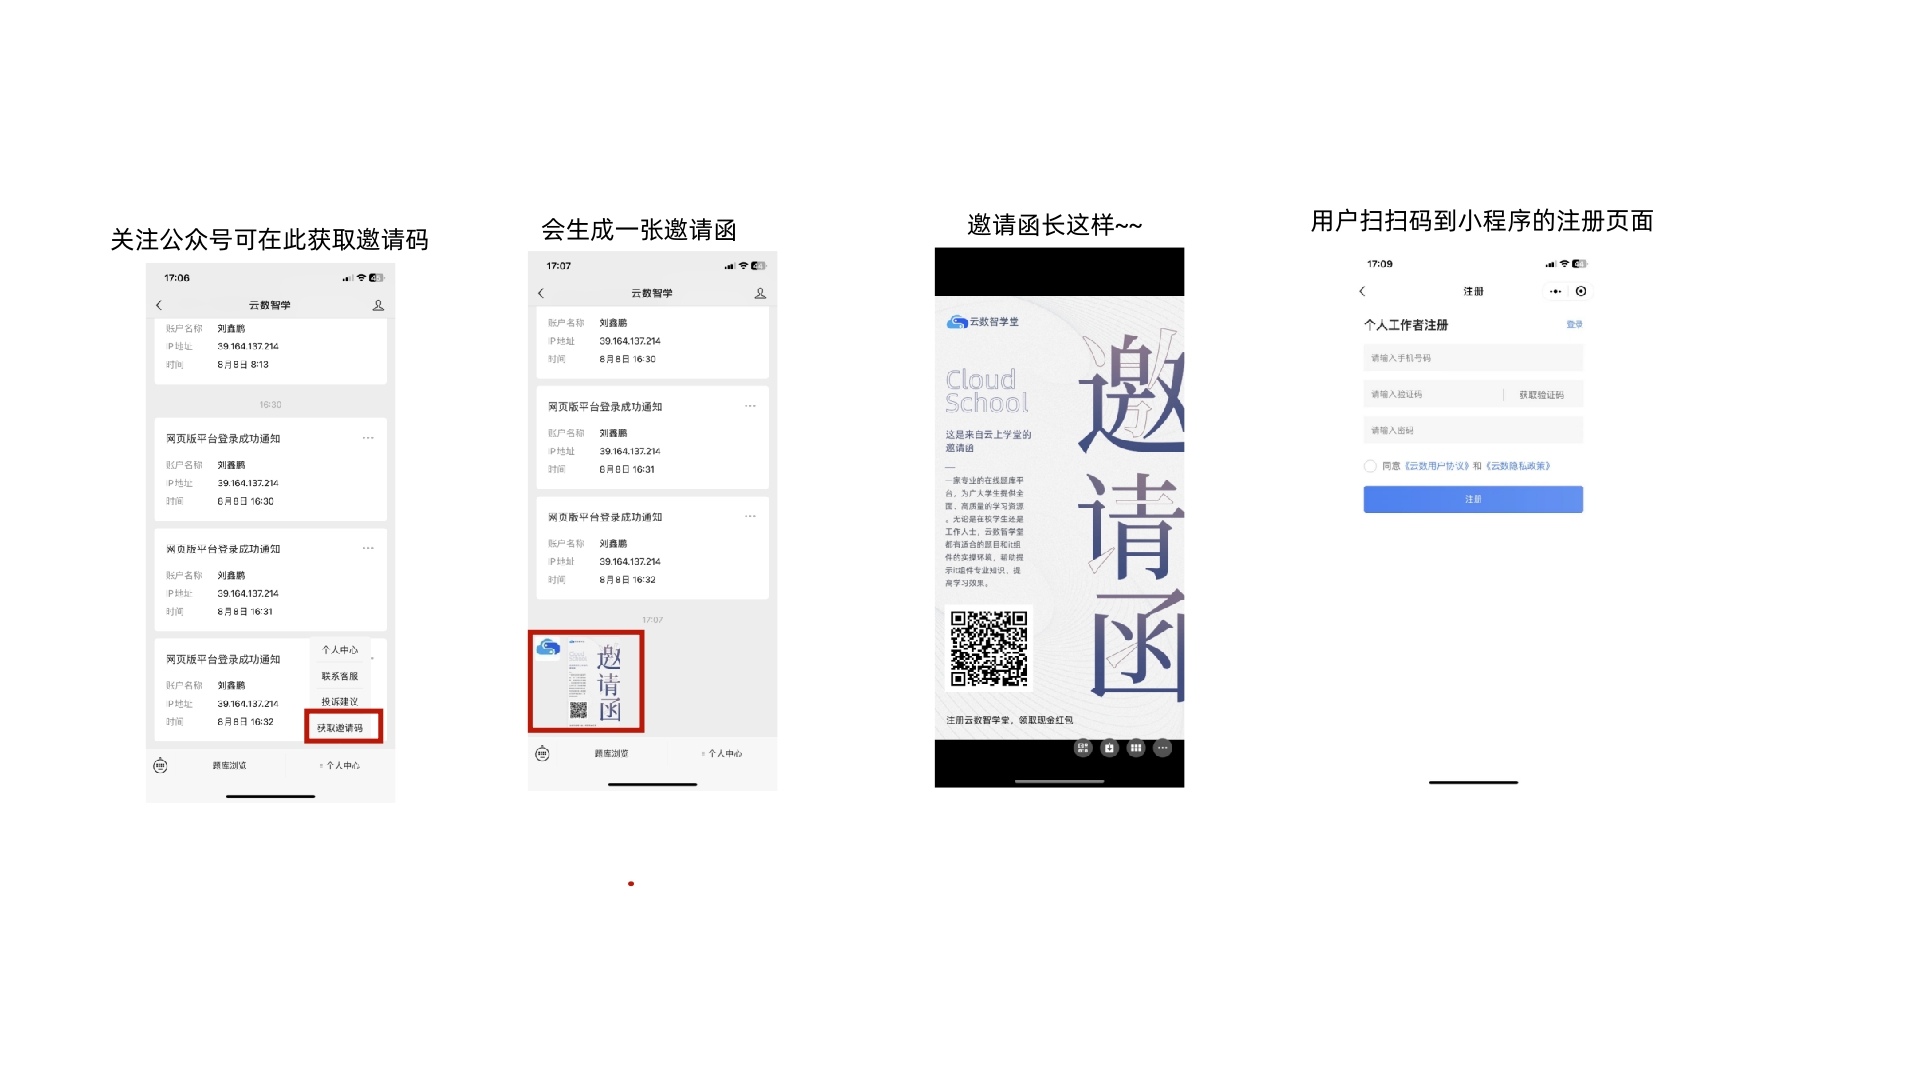 关注公众号可在此获取邀请码
17:06
云数智学
账户名称 刘鑫鹏
IP地址 39.164.137.214
时间 8月8日 8:13
16:30
网页版平台登录成功通知
账户名称 刘鑫鹏
IP地址 39.164.137.214
时间 8月8日 16:30
网页版平台登录成功通知
账户名称 刘鑫鹏
IP地址 39.164.137.214
时间 8月8日 16:31
网页版平台登录成功通知
账户名称 刘鑫鹏
IP地址 39.164.137.214
时间 8月8日 16:32
个人中心
联系客服
投诉建议
获取邀请码
题库浏览
个人中心
会生成一张邀请函
17:07
云数智学
账户名称 刘鑫鹏
IP地址 39.164.137.214
时间 8月8日 16:30
网页版平台登录成功通知
账户名称 刘鑫鹏
IP地址 39.164.137.214
时间 8月8日 16:31
网页版平台登录成功通知
账户名称 刘鑫鹏
IP地址 39.164.137.214
时间 8月8日 16:32
17:07
邀请函
题库浏览
个人中心
邀请函长这样~~
云数智学堂
Cloud
School
这是来自云上学堂的
邀请函
一家专业的在线题库平
台，为广大学生提供全
面、高质量的学习资源
。无论是在校学生还是
工作人士，云数智学堂
都有适合的题目和it组
件的实操环境，帮助提
示it组件专业知识，提
高学习效果。
邀请函
注册云数智学堂，领取现金红包
用户扫扫码到小程序的注册页面
17:09
注册
个人工作者注册
登录
请输入手机号码
请输入验证码
获取验证码
请输入密码
同意《云数用户协议》和《云数隐私政策》
注册